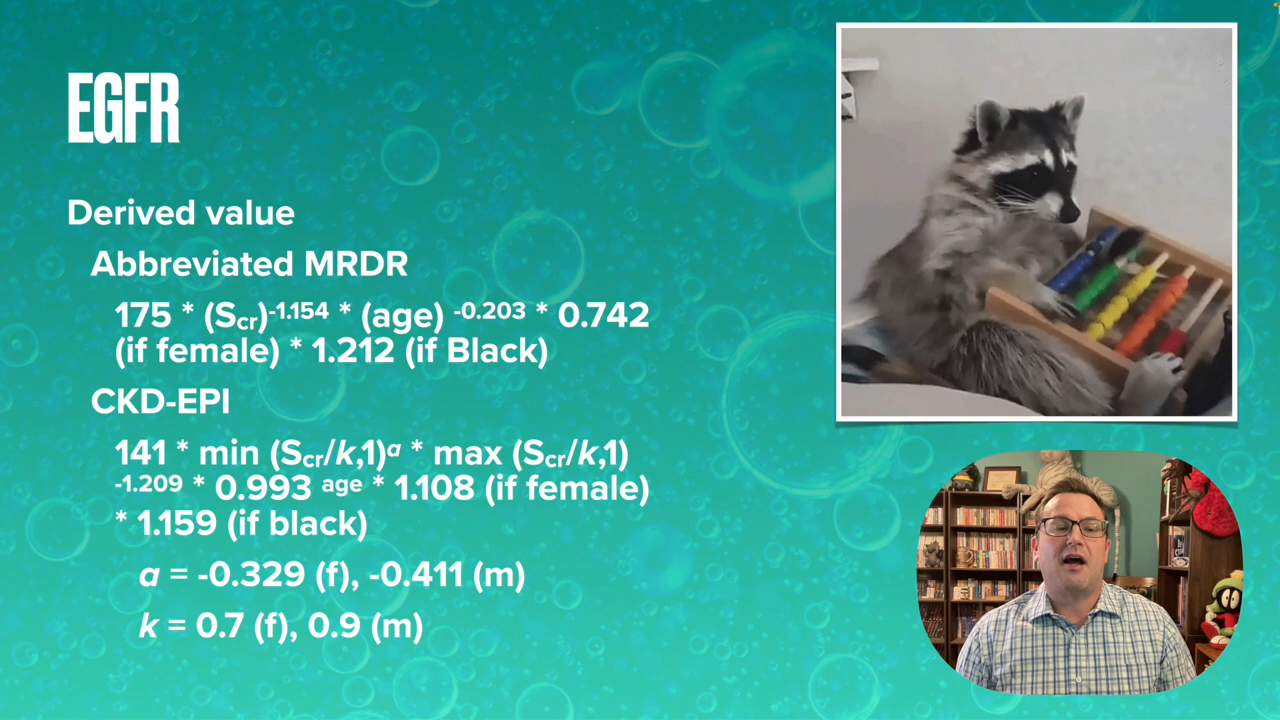 EGFR
Derived value
Abbreviated MRDR
175 * (Scr)-1.154 * (age) -0.203 * 0.742
(if female) * 1.212 (if Black)
CKD-EPI
141 * min (Scr/k,1)a * max (Scr/k,1)
-1.209 * 0.993 age * 1.108 (if female)
* 1.159 (if black)
a = -0.329 (f), -0.411 (m)
k = 0.7 (f), 0.9 (m)